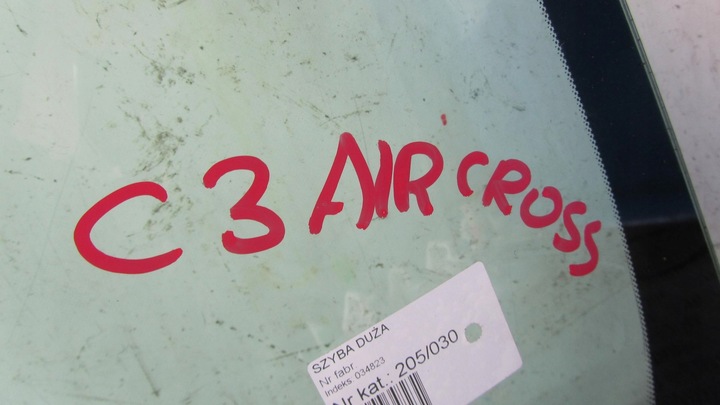 C3 AIRCROSS
SZYBA DUŻA
Nr fabr
Indeks 034823
Nr kat.: 205/030